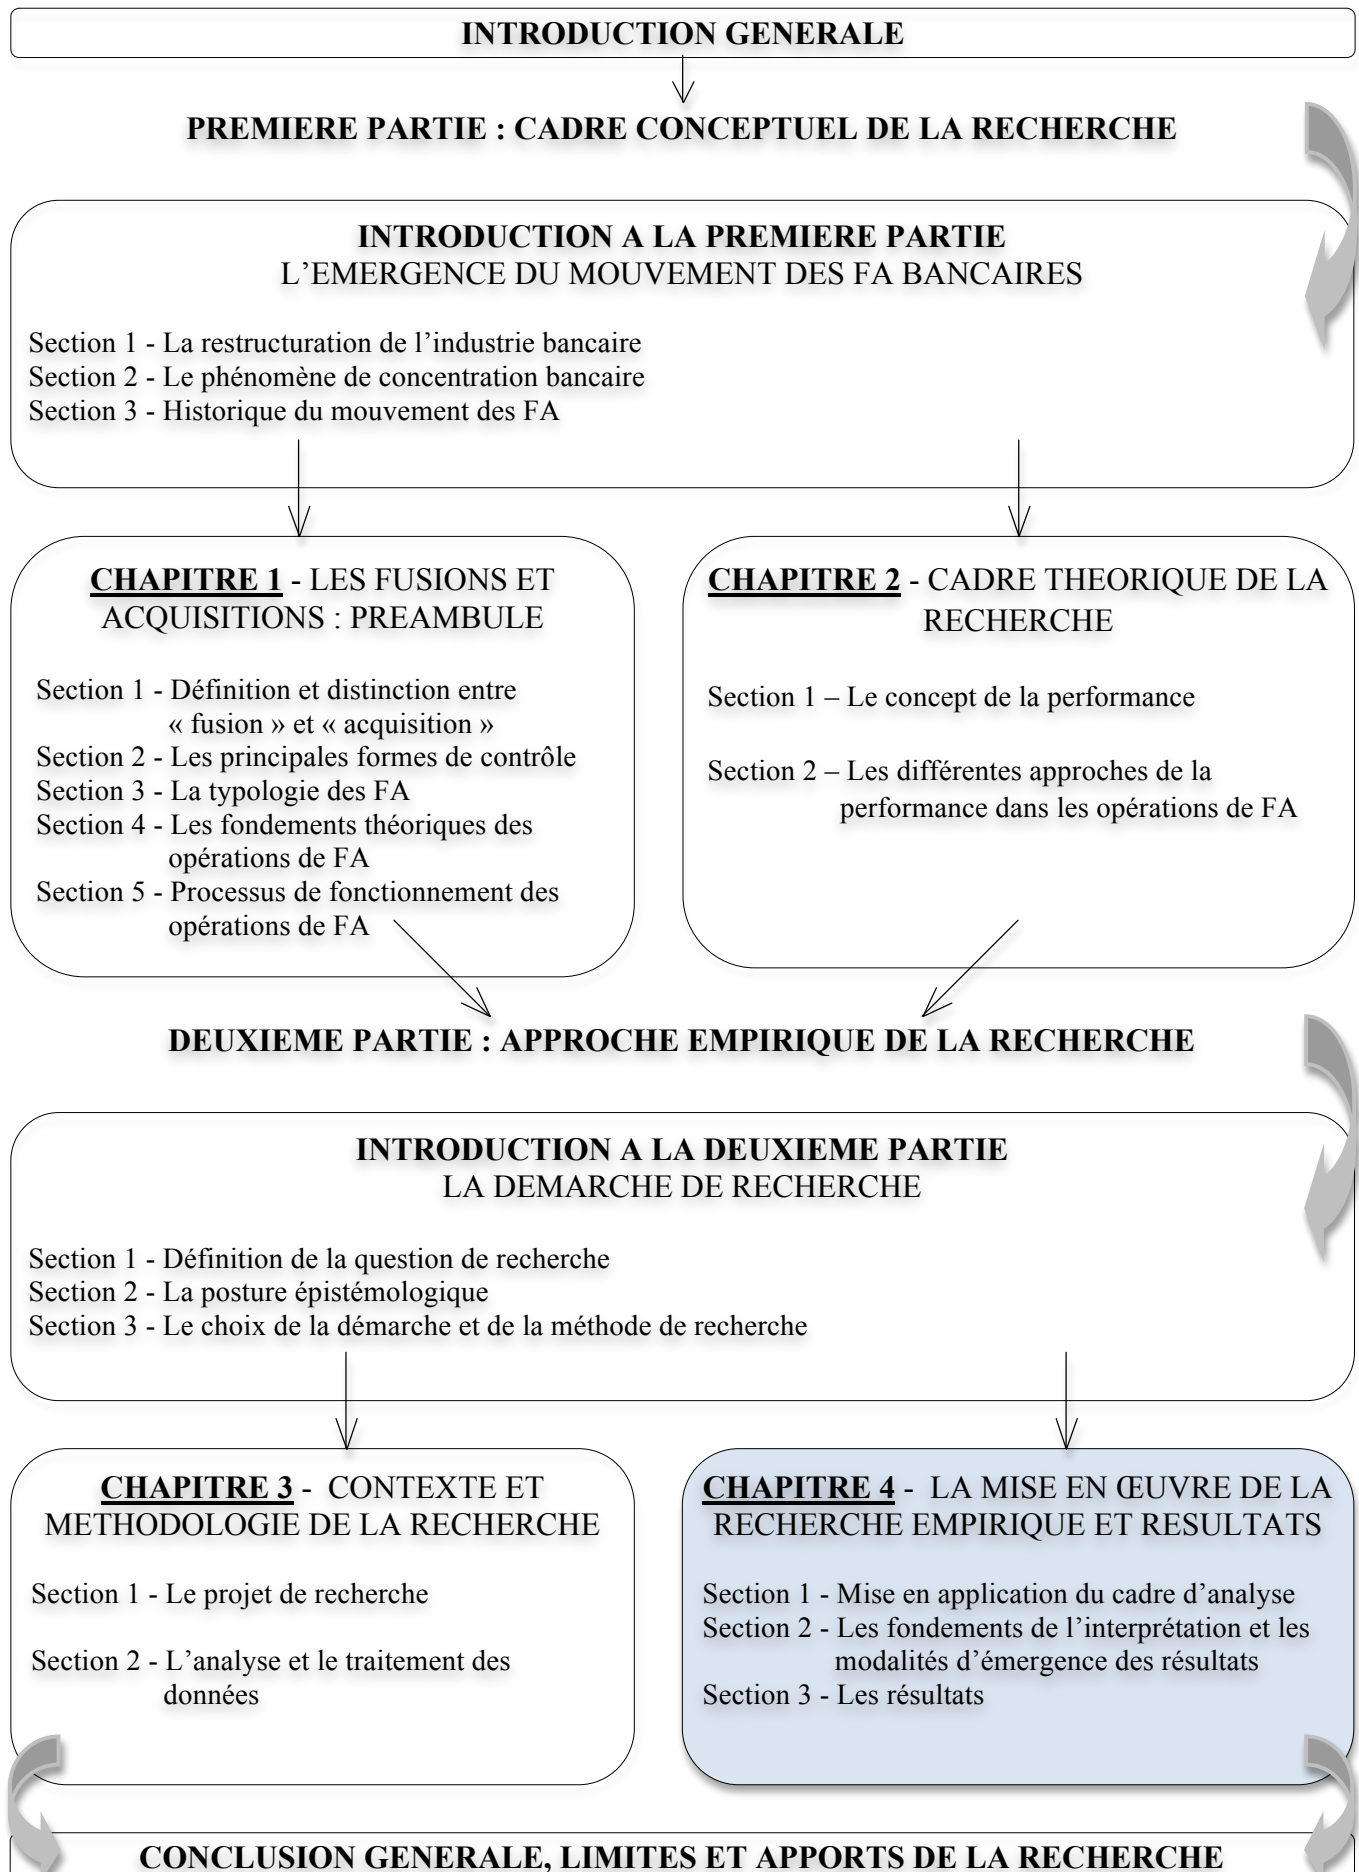 INTRODUCTION GENERALE
PREMIERE PARTIE : CADRE CONCEPTUEL DE LA RECHERCHE
INTRODUCTION A LA PREMIERE PARTIE
L’EMERGENCE DU MOUVEMENT DES FA BANCAIRES
Section 1 - La restructuration de l’industrie bancaire
Section 2 - Le phénomène de concentration bancaire
Section 3 - Historique du mouvement des FA
CHAPITRE 1 - LES FUSIONS ET
ACQUISITIONS : PREAMBULE
Section 1 - Définition et distinction entre
« fusion » et « acquisition »
Section 2 - Les principales formes de contrôle
Section 3 - La typologie des FA
Section 4 - Les fondements théoriques des
opérations de FA
Section 5 - Processus de fonctionnement des
opérations de FA
CHAPITRE 2 - CADRE THEORIQUE DE LA
RECHERCHE
Section 1 – Le concept de la performance
Section 2 – Les différentes approches de la
performance dans les opérations de FA
DEUXIEME PARTIE : APPROCHE EMPIRIQUE DE LA RECHERCHE
INTRODUCTION A LA DEUXIEME PARTIE
LA DEMARCHE DE RECHERCHE
Section 1 - Définition de la question de recherche
Section 2 - La posture épistémologique
Section 3 - Le choix de la démarche et de la méthode de recherche
CHAPITRE 3 - CONTEXTE ET
METHODOLOGIE DE LA RECHERCHE
Section 1 - Le projet de recherche
Section 2 - L’analyse et le traitement des
données
CHAPITRE 4 - LA MISE EN ŒUVRE DE LA
RECHERCHE EMPIRIQUE ET RESULTATS
Section 1 - Mise en application du cadre d’analyse
Section 2 - Les fondements de l’interprétation et les
modalités d’émergence des résultats
Section 3 - Les résultats
CONCLUSION GENERALE, LIMITES ET APPORTS DE LA RECHERCHE